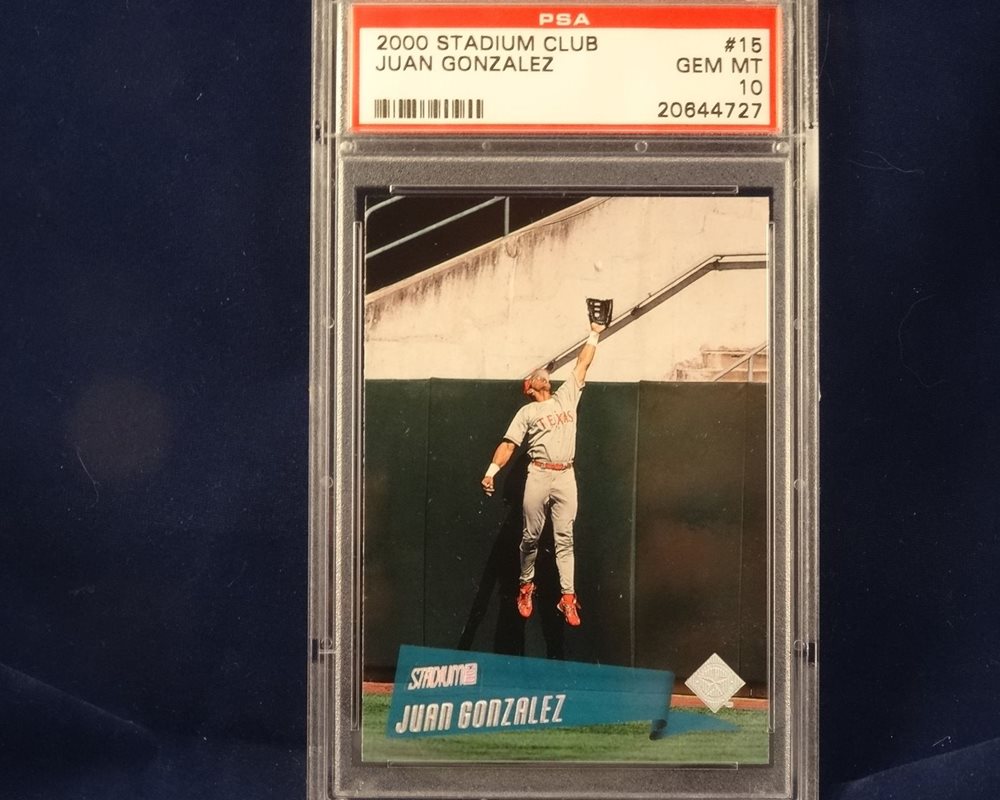 PSA
2000 STADIUM CLUB #15
JUAN GONZALEZ GEM MT
10
20644727
TEXAS
STADIUM
JUAN GONZALEZ